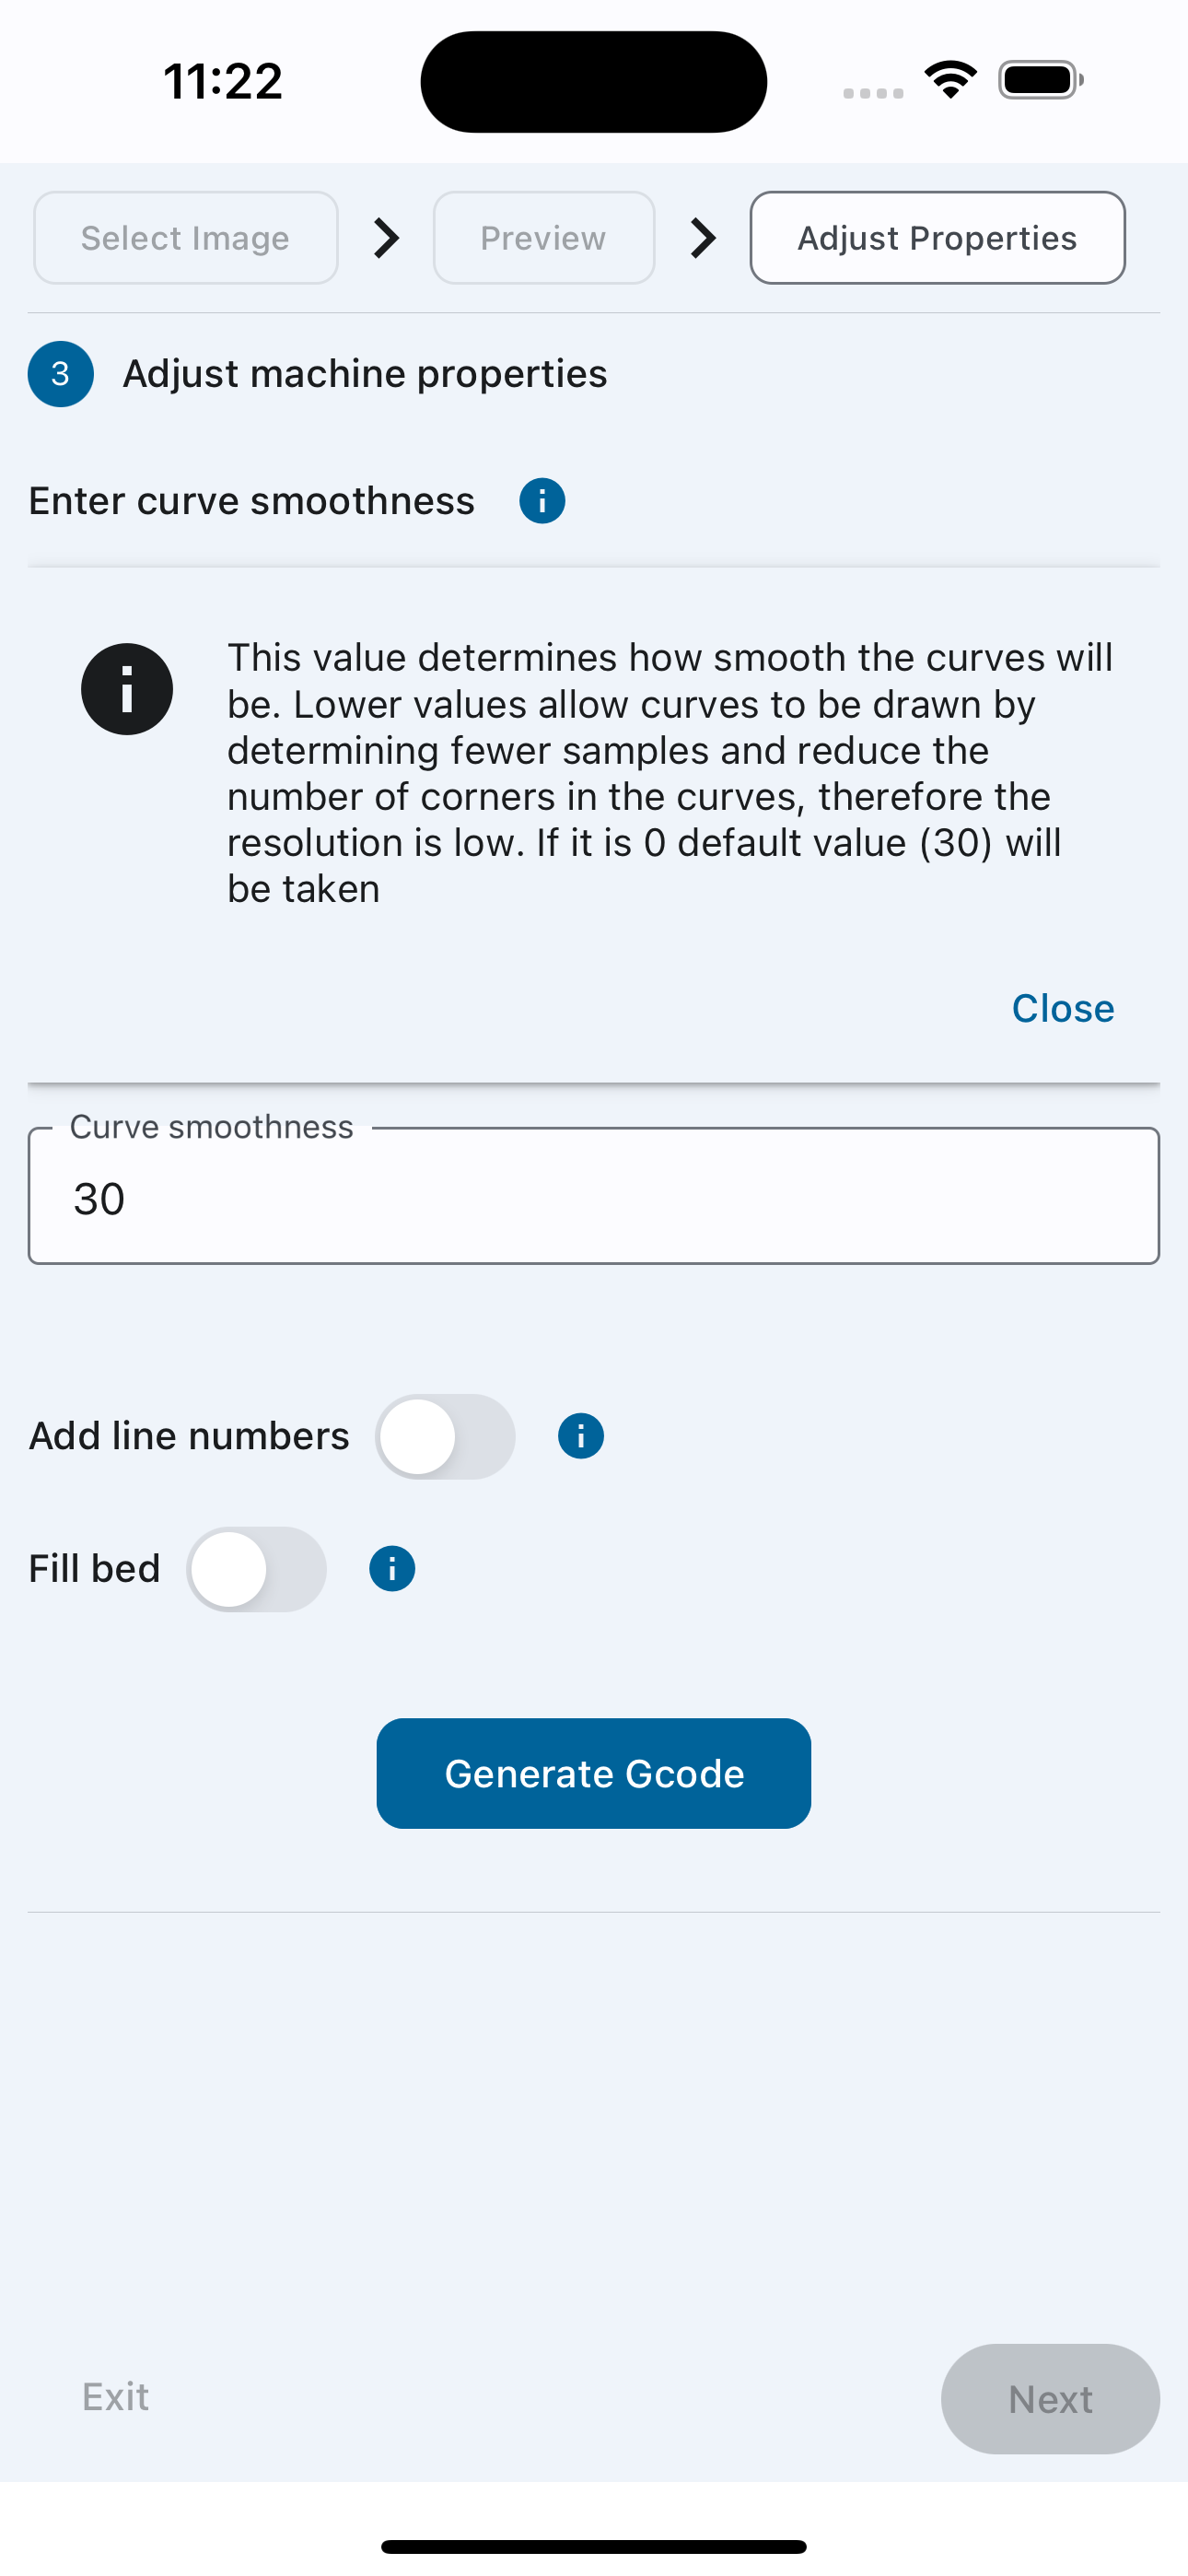 11:22
Select Image
Preview
Adjust Properties
3
Adjust machine properties
Enter curve smoothness
This value determines how smooth the curves will
be. Lower values allow curves to be drawn by
determining fewer samples and reduce the
number of corners in the curves, therefore the
resolution is low. If it is 0 default value (30) will
be taken
Close
Curve smoothness
30
Add line numbers
Fill bed
Generate Gcode
Exit
Next